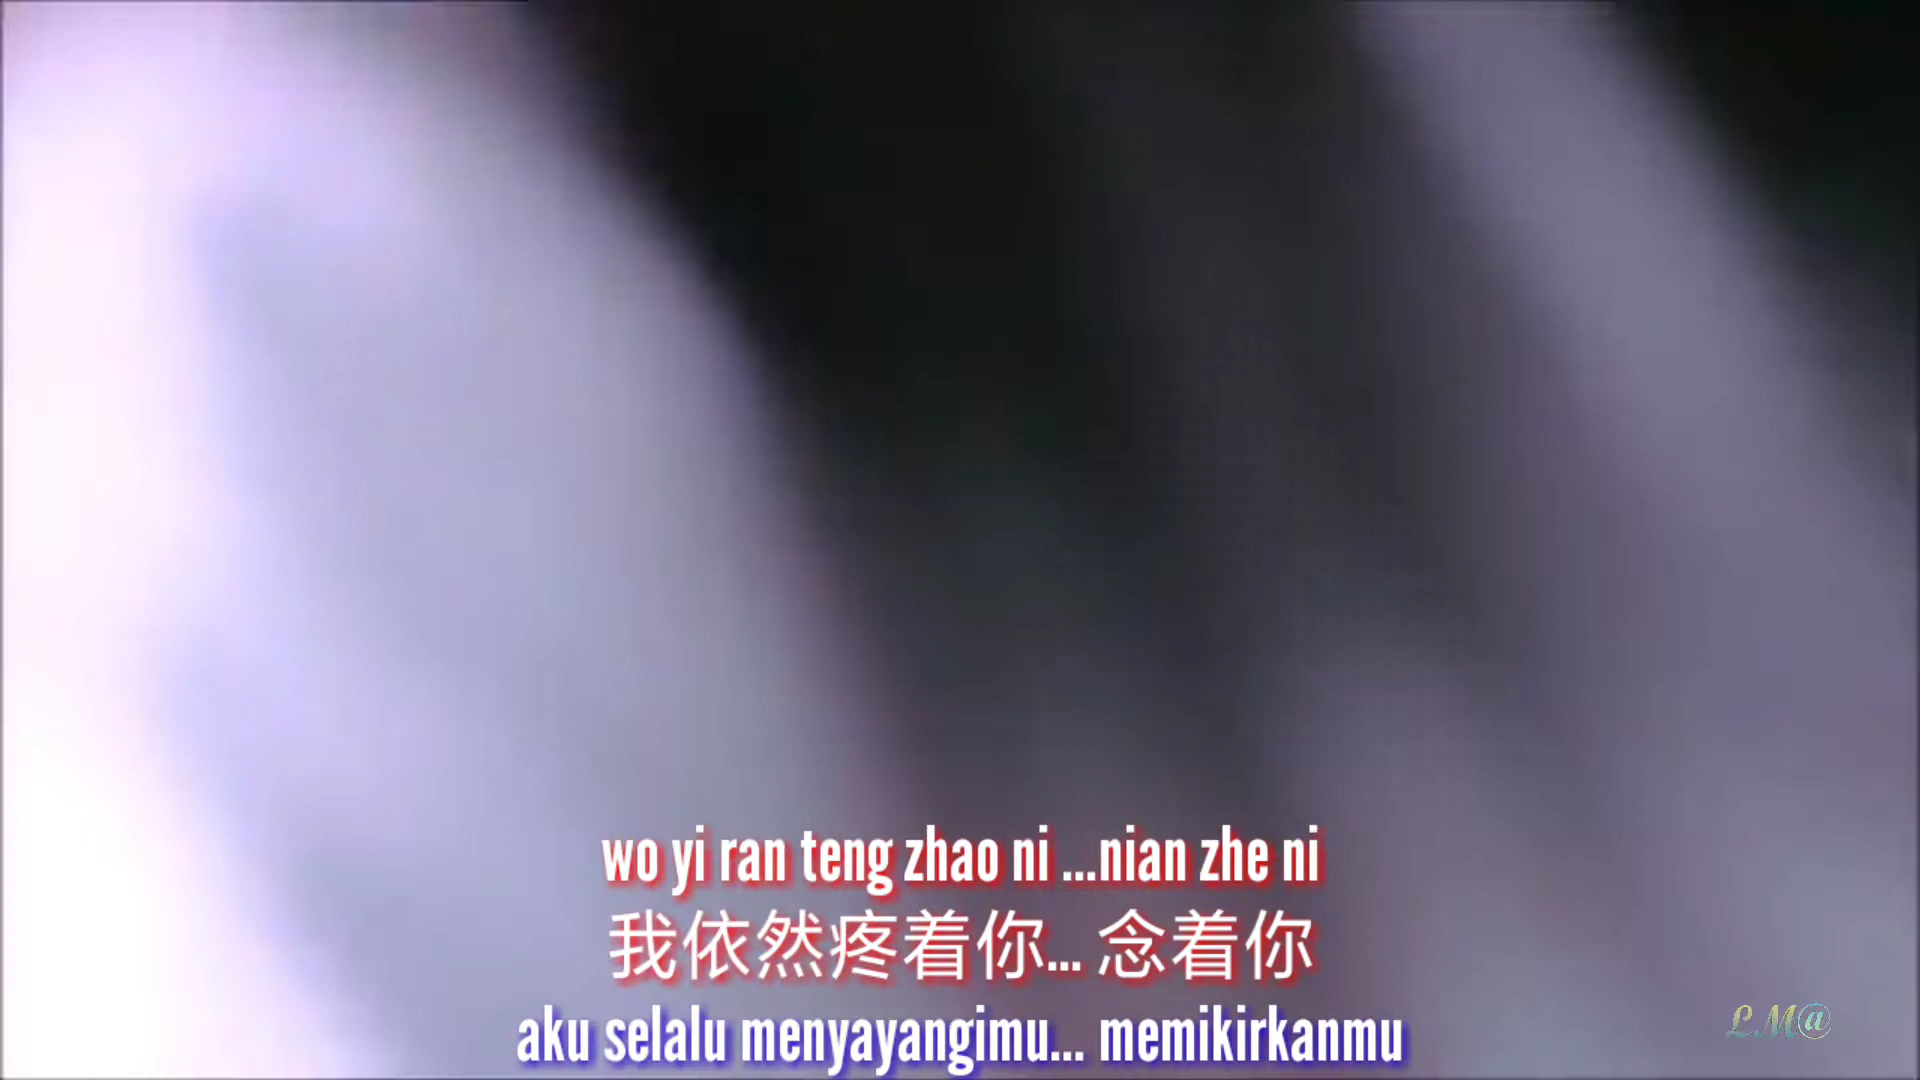 wo yi ran teng zhao ni ...nian zhe ni
我依然疼着你... 念着你
aku selalu menyayangimu... memikirkanmu
LM@